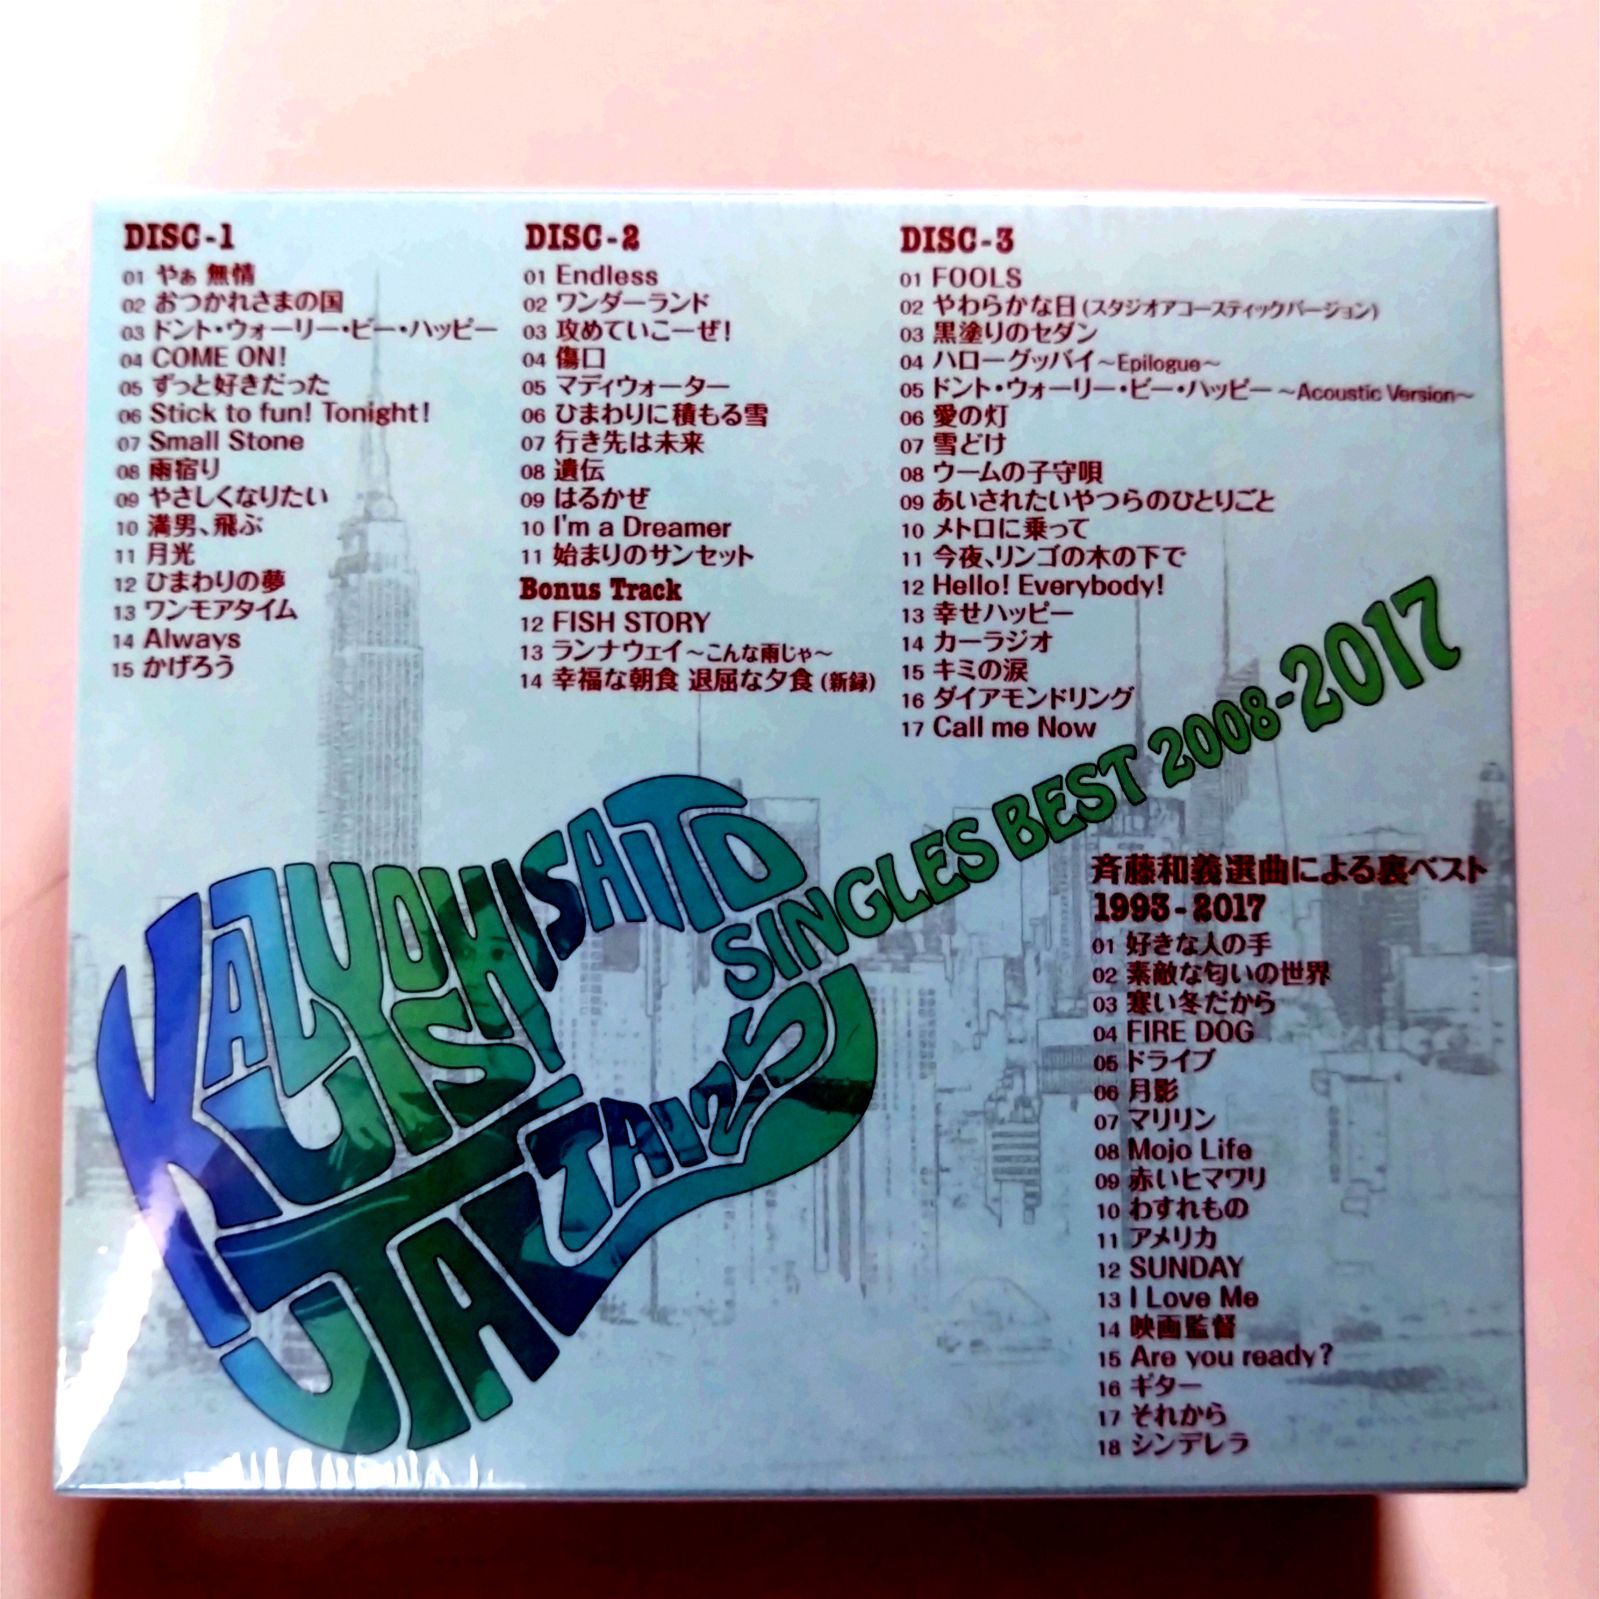 DISC-1
01 やぁ 無情
02 おつかれさまの国
03 ドント・ウォーリー・ビー・ハッピー
04 COME ON!
05 ずっと好きだった
06 Stick to fun! Tonight!
07 Small Stone
08 雨宿り
09 やさしくなりたい
10 満男、飛ぶ
11 月光
12 ひまわりの夢
13 ワンモアタイム
14 Always
15 かげろう
DISC-2
01 Endless
02 ワンダーランド
03 攻めていこーぜ!
04 傷口
05 マディウォーター
06 ひまわりに積もる雪
07 行き先は未来
08 遺伝
09 はるかぜ
10 I'm a Dreamer
11 始まりのサンセット
Bonus Track
12 FISH STORY
13 ランナウェイ～こんな雨じゃ～
14 幸福な朝食 退屈な夕食 (新録)
DISC-3
01 FOOLS
02 やわらかな日 (スタジオアコースティックバージョン)
03 黒塗りのセダン
04 ハローグッバイ ～Epilogue～
05 ドント・ウォーリー・ビー・ハッピー ～Acoustic Version～
06 愛の灯
07 雪どけ
08 ウームの子守唄
09 あいされたいやつらのひとりごと
10 メトロに乗って
11 今夜、リンゴの木の下で
12 Hello! Everybody!
13 幸せハッピー
14 カーラジオ
15 キミの涙
16 ダイアモンドリング
17 Call me Now
KAZUYOSHI SAITO
SINGLES BEST 2008-2017
斉藤和義選曲による裏ベスト
1993-2017
01 好きな人の手
02 素敵な匂いの世界
03 寒い冬だから
04 FIRE DOG
05 ドライブ
06 月影
07 マリリン
08 Mojo Life
09 赤いヒマワリ
10 わすれもの
11 アメリカ
12 SUNDAY
13 I Love Me
14 映画監督
15 Are you ready?
16 ギター
17 それから
18 シンデレラ